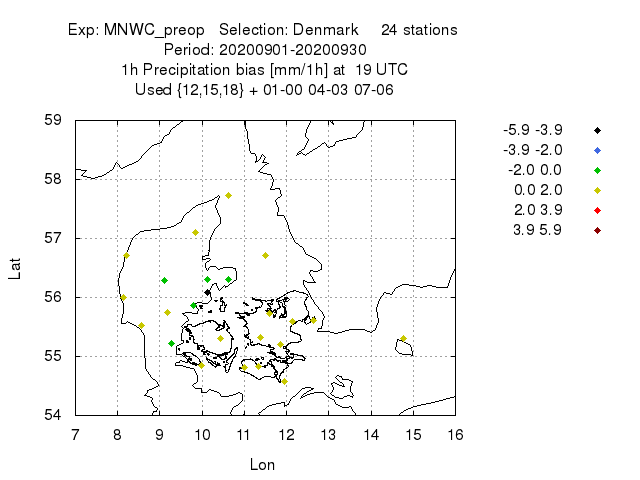 Exp: MNWC_preop   Selection: Denmark     24 stations
Period: 20200901-20200930
1h Precipitation bias [mm/1h] at  19 UTC
Used {12,15,18} + 01-00 04-03 07-06
59
58
57
56
55
54
Lat
7 8 9 10 11 12 13 14 15 16
Lon
-5.9 -3.9
-3.9 -2.0
-2.0 0.0
0.0 2.0
2.0 3.9
3.9 5.9